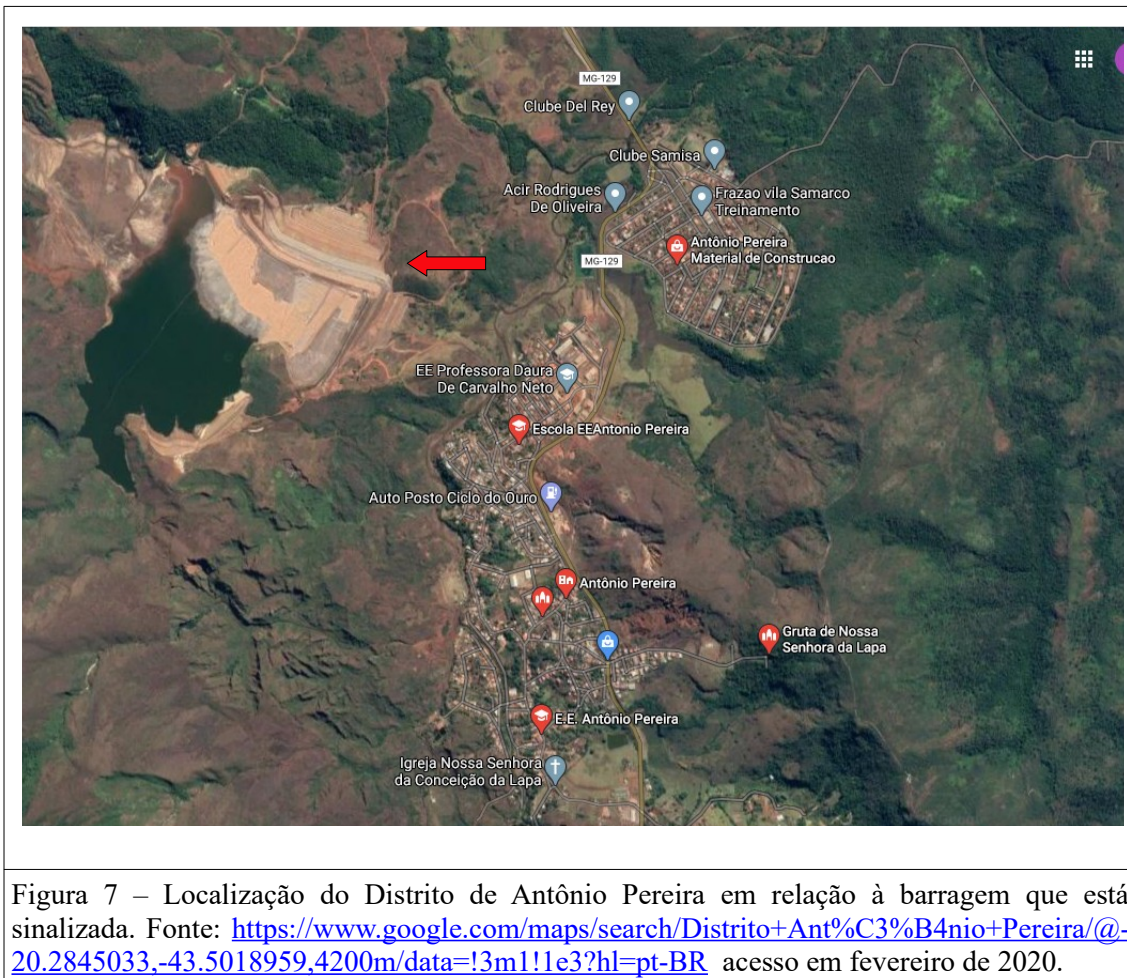 MG-129
Clube Del Rey
Clube Samisa
Acir Rodrigues
De Oliveira
Frazao vila Samarco
Treinamento
Antônio Pereira
Material de Construcao
MG-129
EE Professora Daura
De Carvalho Neto
Escola EEAntonio Pereira
Auto Posto Ciclo do Ouro
Antônio Pereira
Gruta de Nossa
Senhora da Lapa
E.E. Antônio Pereira
Igreja Nossa Senhora
da Conceição da Lapa
Figura 7 – Localização do Distrito de Antônio Pereira em relação à barragem que está
sinalizada. Fonte: https://www.google.com/maps/search/Distrito+Ant%C3%B4nio+Pereira/@-
20.2845033,-43.5018959,4200m/data=!3m1!1e3?hl=pt-BR acesso em fevereiro de 2020.